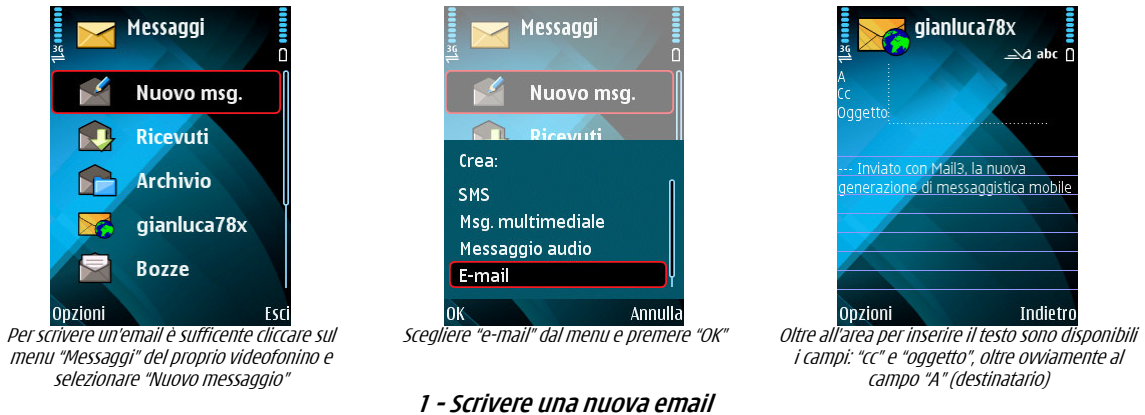 3G
Messaggi
Nuovo msg.
Ricevuti
Archivio
gianluca78x
Bozze
Opzioni Esci
Per scrivere un'email è sufficente cliccare sul
menu “Messaggi” del proprio videofonino e
selezionare “Nuovo messaggio”
3G
Messaggi
Nuovo msg.
Ricevuti
Crea:
SMS
Msg. multimediale
Messaggio audio
E-mail
OK Annulla
Scegliere “e-mail” dal menu e premere “OK”
3G
gianluca78x
abc
A
Cc
Oggetto
--- Inviato con Mail3, la nuova
generazione di messaggistica mobile
Opzioni Indietro
Oltre all'area per inserire il testo sono disponibili
i campi: “cc” e “oggetto”, oltre ovviamente al
campo “A” (destinatario)
1 - Scrivere una nuova email